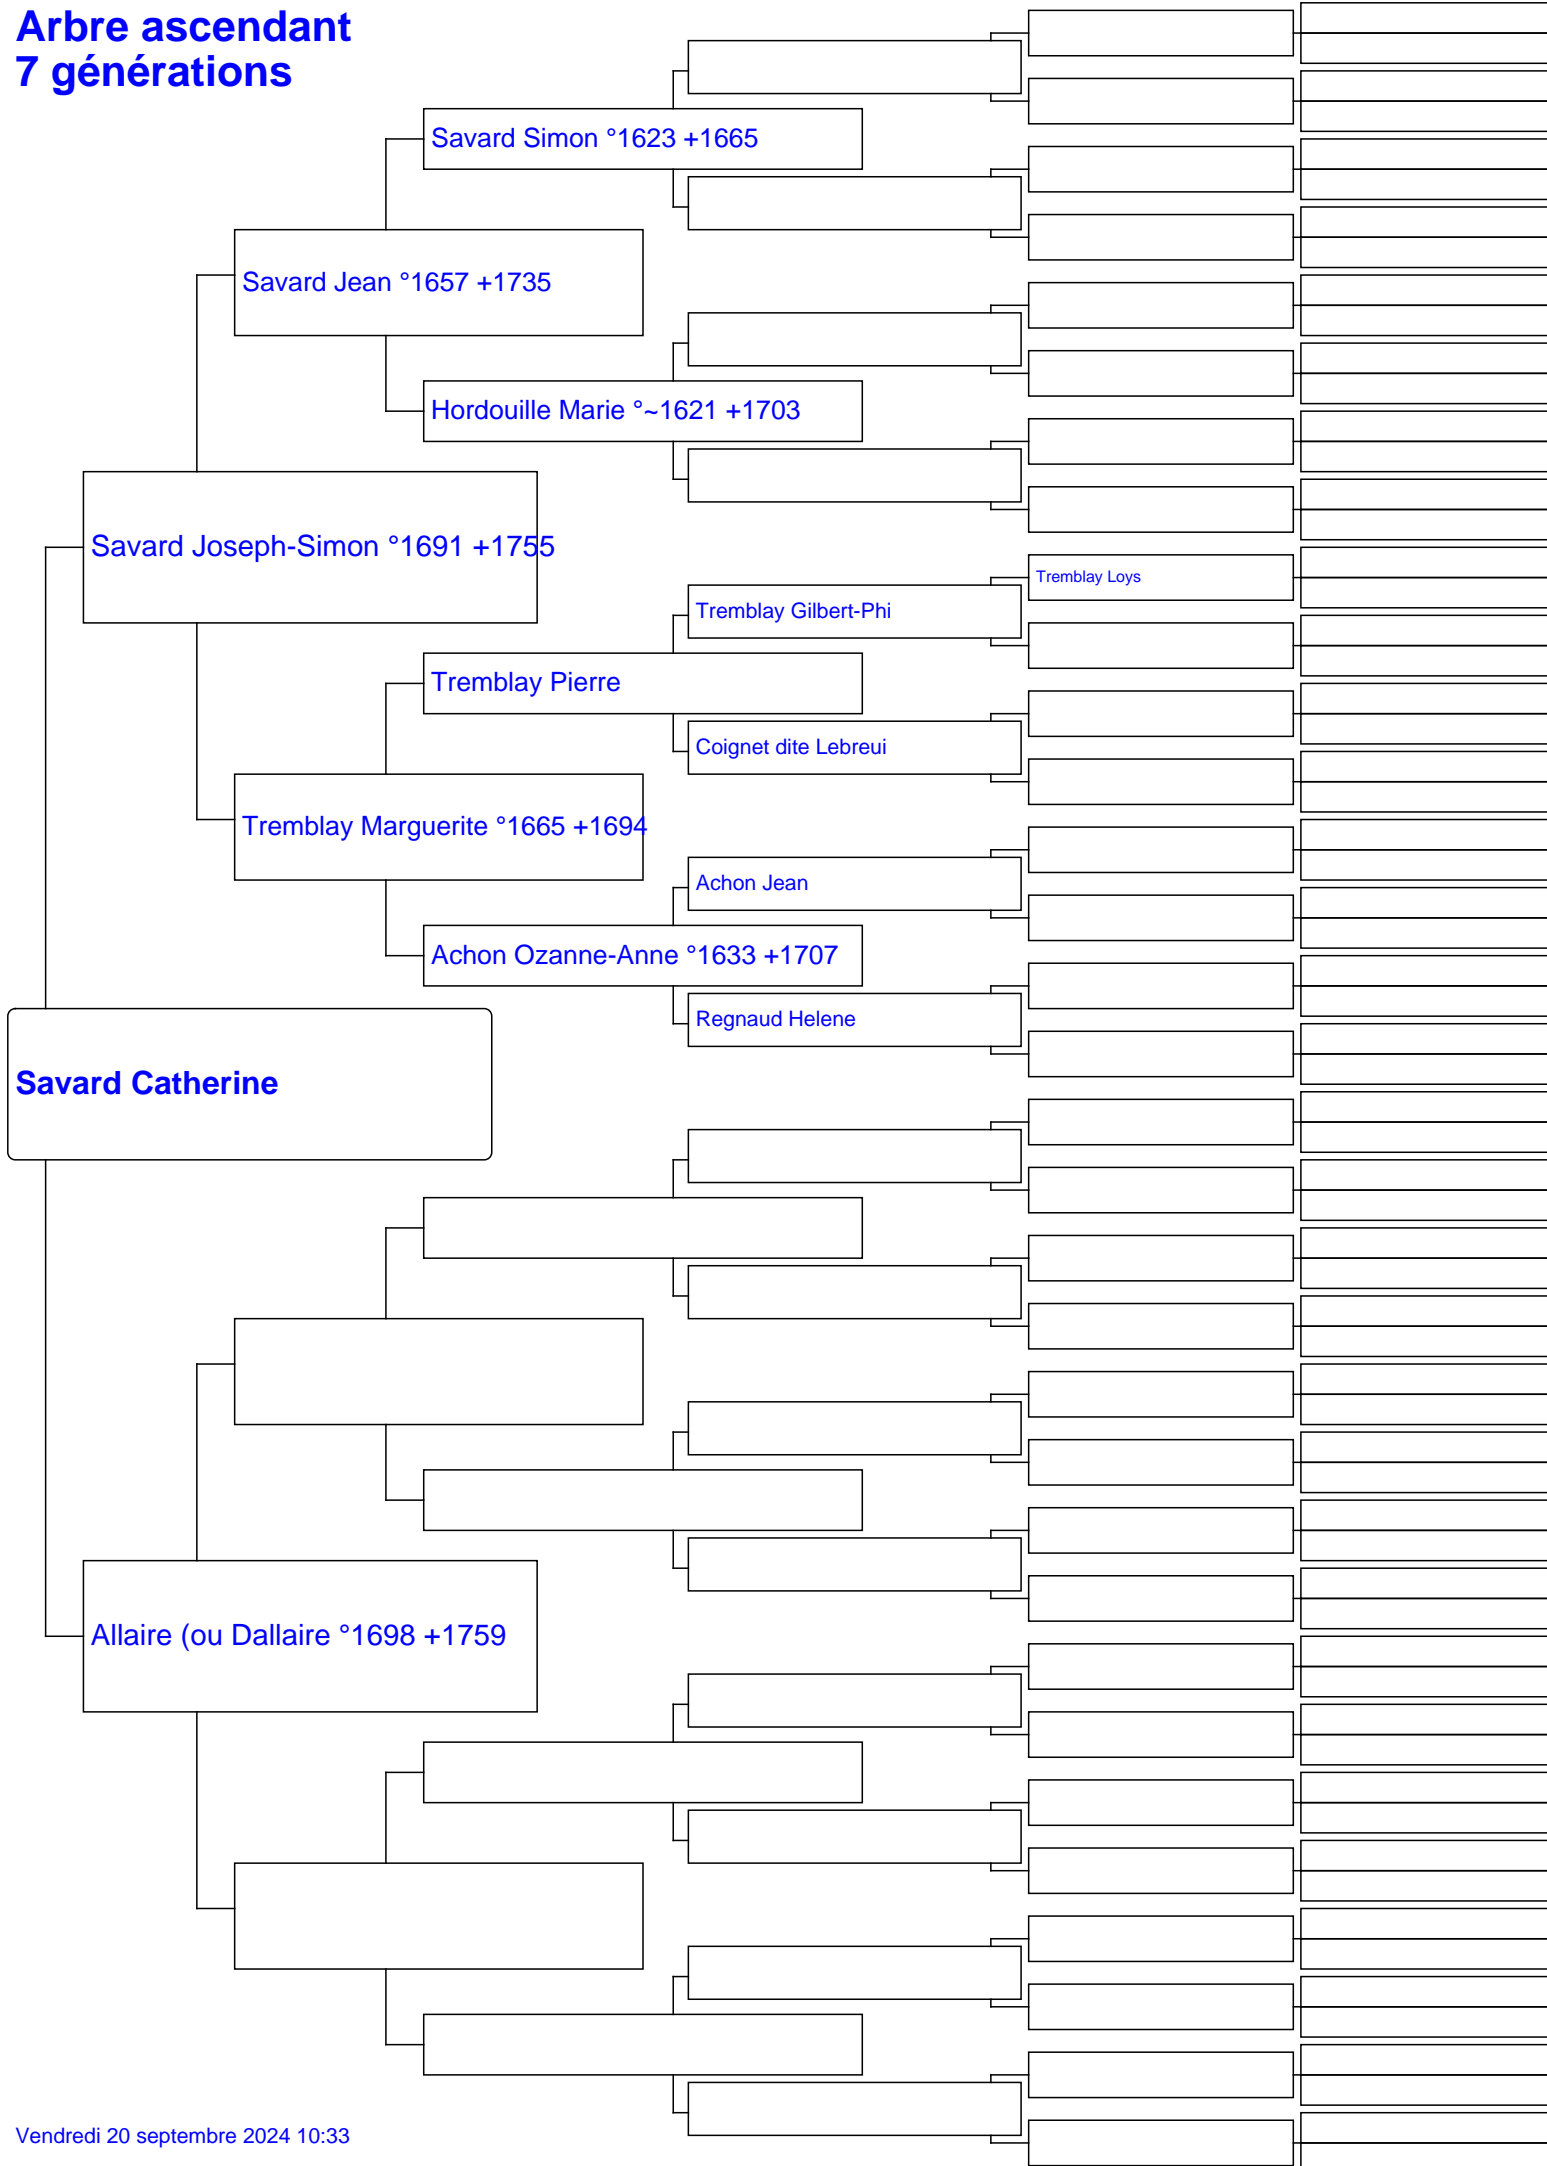 Arbre ascendant
7 générations
Savard Simon °1623 +1665
Savard Jean °1657 +1735
Hordouille Marie °~1621 +1703
Savard Joseph-Simon °1691 +1755
Tremblay Loys
Tremblay Gilbert-Phi
Tremblay Pierre
Coignet dite Lebreui
Tremblay Marguerite °1665 +1694
Achon Jean
Achon Ozanne-Anne °1633 +1707
Regnaud Helene
Savard Catherine
Allaire (ou Dallaire °1698 +1759
Vendredi 20 septembre 2024 10:33